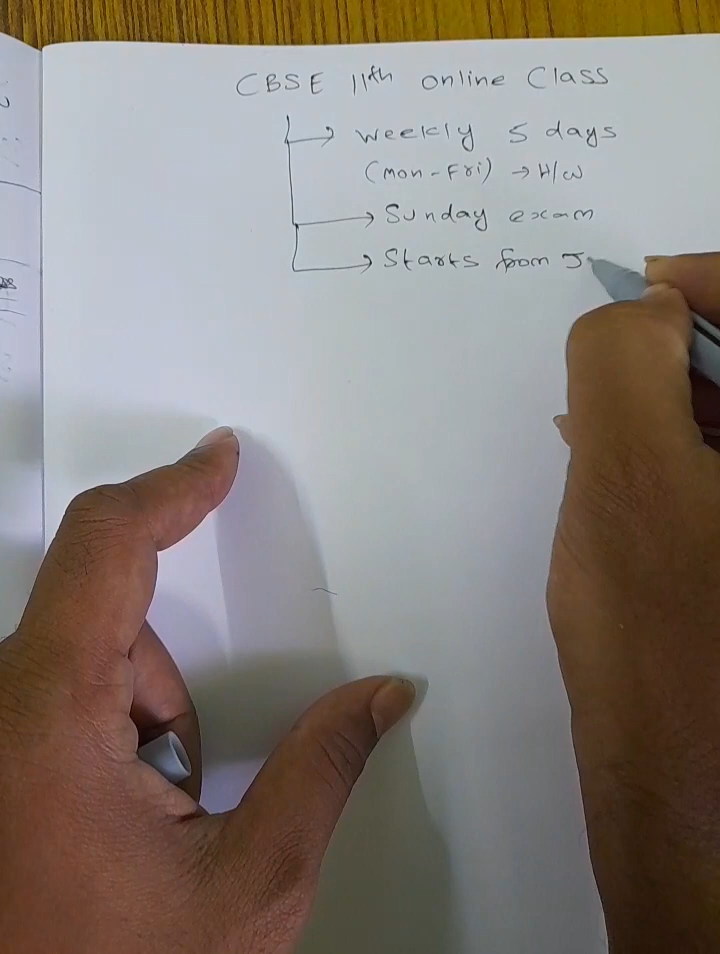 CBSE 11th online Class
→ Weekly 5 days
(Mon-Fri) → H/W
→ Sunday exam
→ Starts from J